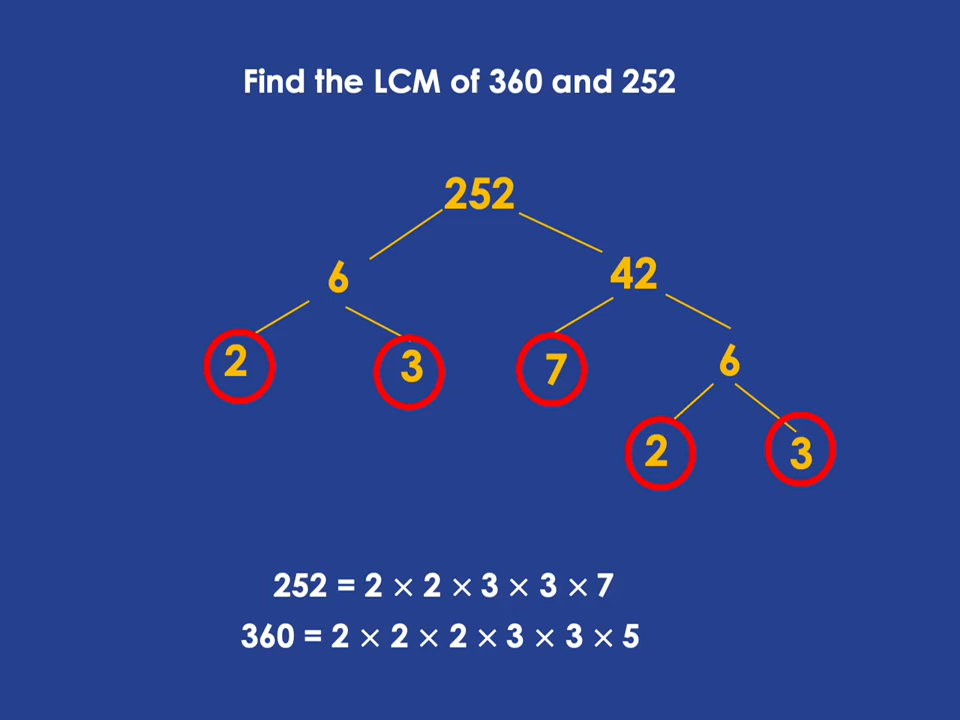 Find the LCM of 360 and 252
252
6 42
2 3 7 6
2 3
252 = 2 × 2 × 3 × 3 × 7
360 = 2 × 2 × 2 × 3 × 3 × 5